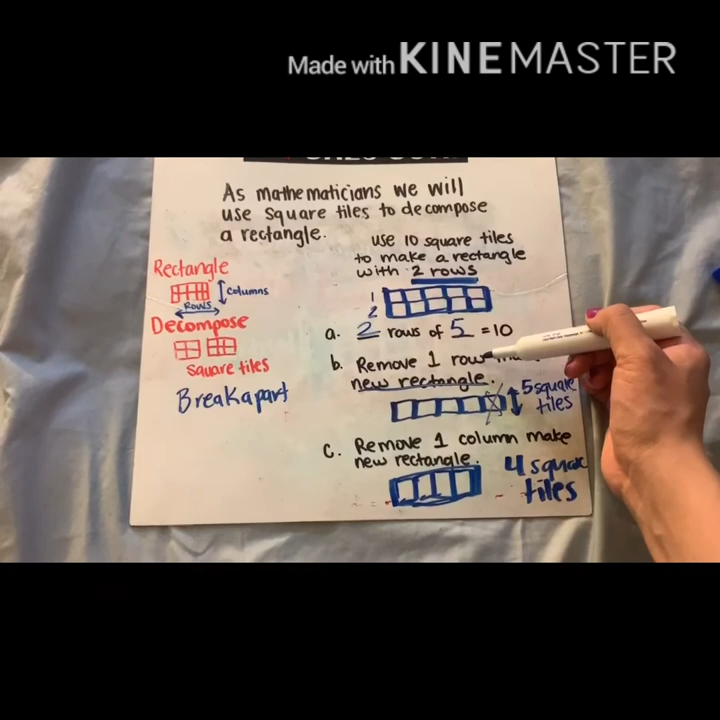 Made with KINEMASTER
As mathematicians we will
use square tiles to decompose
a rectangle.
Rectangle
columns
Rows
Decompose
square tiles
Breakapart
use 10 square tiles
to make a rectangle
with 2 rows
1
2
a. 2 rows of 5 = 10
b. Remove 1 row
new rectangle.
5 square
tiles
c. Remove 1 column make
new rectangle.
4 square
tiles